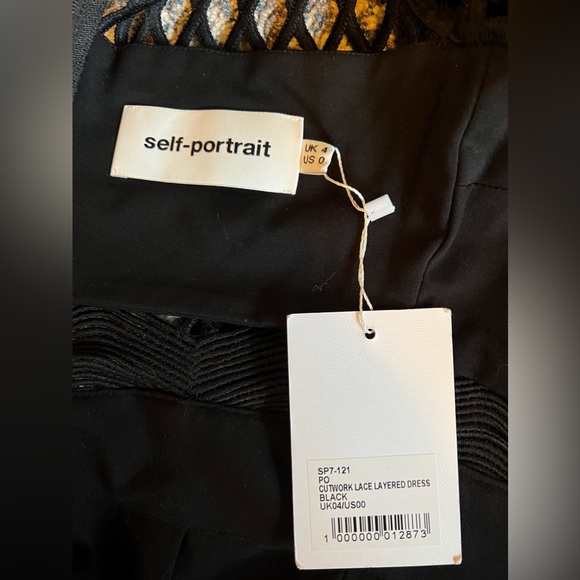 self-portrait
UK 4
US 0
SP7-121
PO
CUTWORK LACE LAYERED DRESS
BLACK
UK04/US00
1 000000 012873